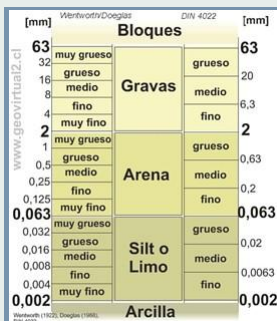 Wentworth/Doeglas DIN 4022
[mm] Bloques [mm]
63 63
muy grueso
32 grueso
grueso
16 20
medio Gravas medio
8 6,3
fino fino
4
muy fino
2 2
muy grueso
1 grueso
grueso
0,5 0,63
medio Arena medio
0,25 0,2
fino fino
0,125
muy fino
0,063 0,063
muy grueso
0,032 grueso
grueso
0,016 0,02
medio Silt o Limo medio
0,008 0,0063
fino fino
0,004
muy fino
0,002 0,002
Arcilla
Wentworth (1922), Doeglas (1968),
DIN 4022
www.geovirtual2.cl